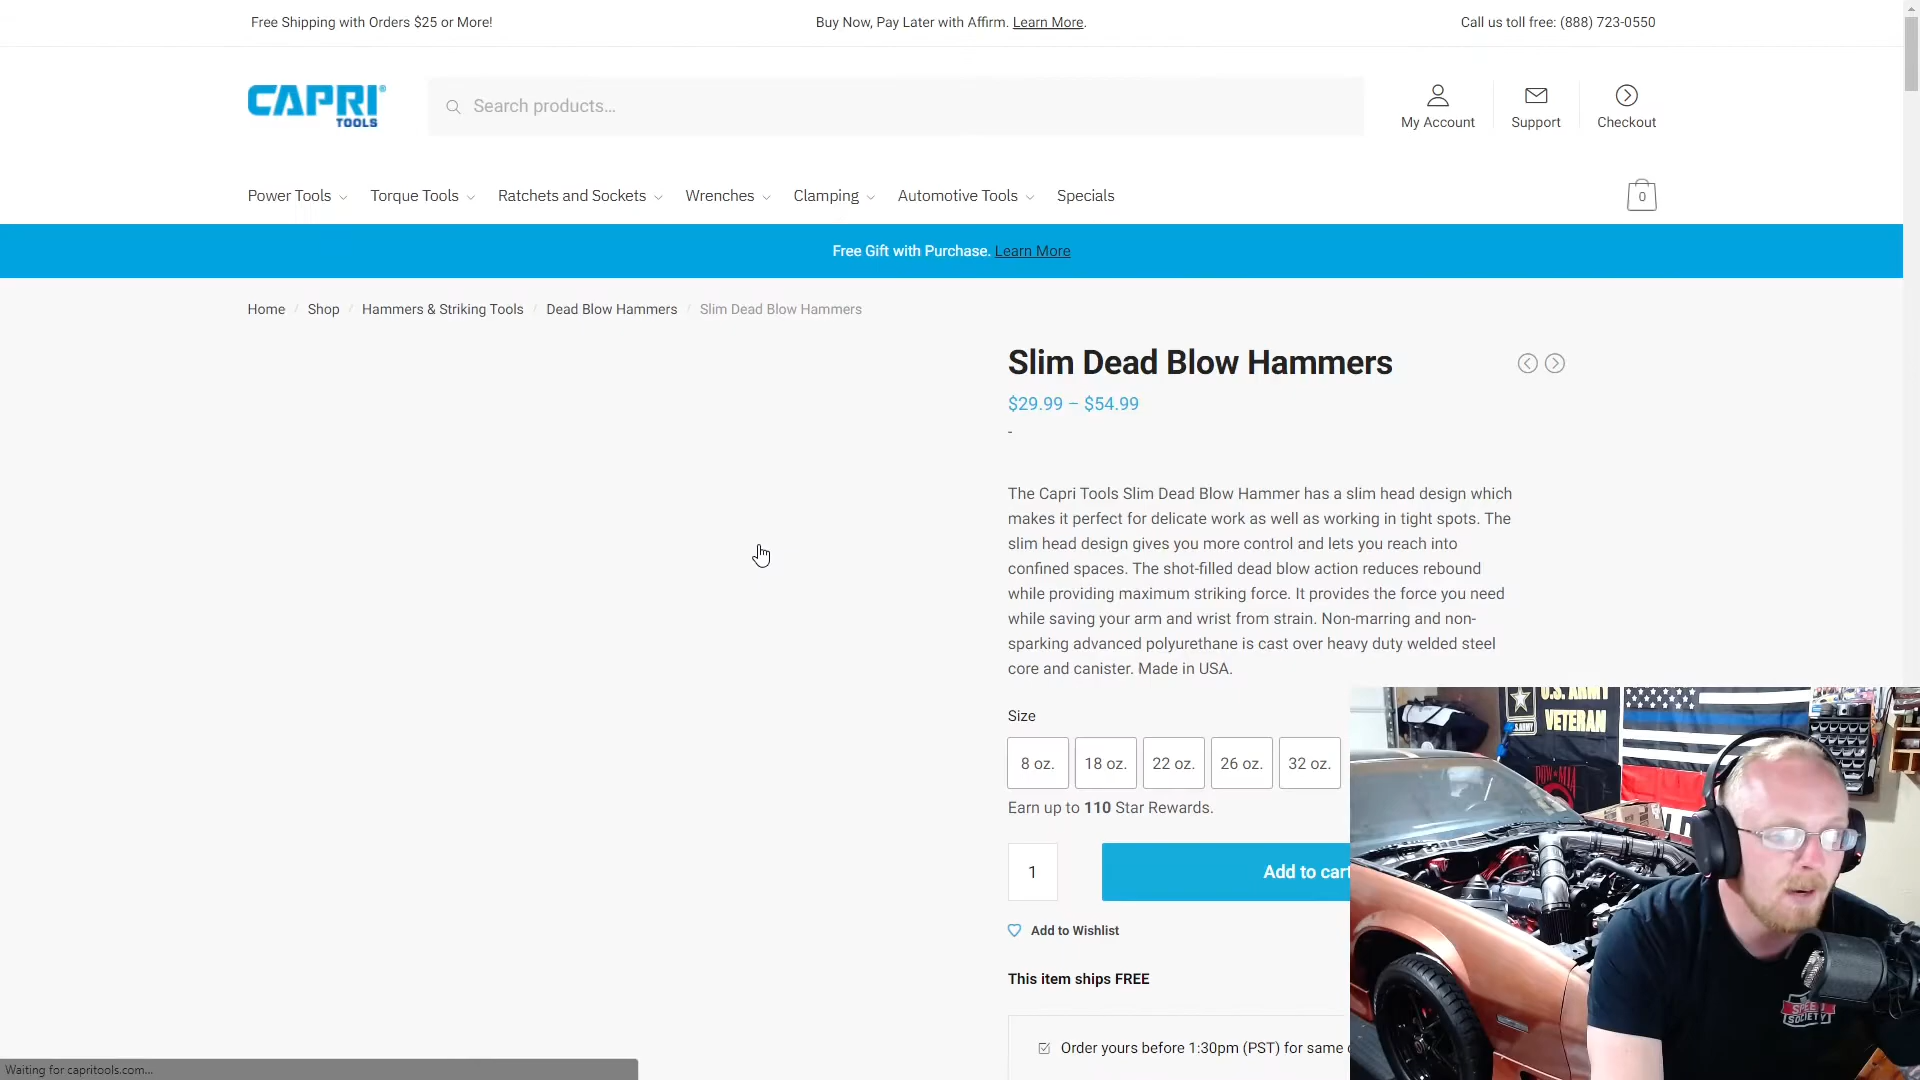 Free Shipping with Orders $25 or More!
Buy Now, Pay Later with Affirm. Learn More.
Call us toll free: (888) 723-0550
CAPRI®
TOOLS
Search products...
My Account
Support
Checkout
Power Tools
Torque Tools
Ratchets and Sockets
Wrenches
Clamping
Automotive Tools
Specials
0
Free Gift with Purchase. Learn More
Home / Shop / Hammers & Striking Tools / Dead Blow Hammers / Slim Dead Blow Hammers
Slim Dead Blow Hammers
$29.99 – $54.99
-
The Capri Tools Slim Dead Blow Hammer has a slim head design which
makes it perfect for delicate work as well as working in tight spots. The
slim head design gives you more control and lets you reach into
confined spaces. The shot-filled dead blow action reduces rebound
while providing maximum striking force. It provides the force you need
while saving your arm and wrist from strain. Non-marring and non-
sparking advanced polyurethane is cast over heavy duty welded steel
core and canister. Made in USA.
Size
8 oz.
18 oz.
22 oz.
26 oz.
32 oz.
Earn up to 110 Star Rewards.
1
Add to cart
Add to Wishlist
This item ships FREE
Order yours before 1:30pm (PST) for same
U.S. ARMY
VETERAN
POW MIA
SPEED
SOCIETY
Waiting for capritools.com...